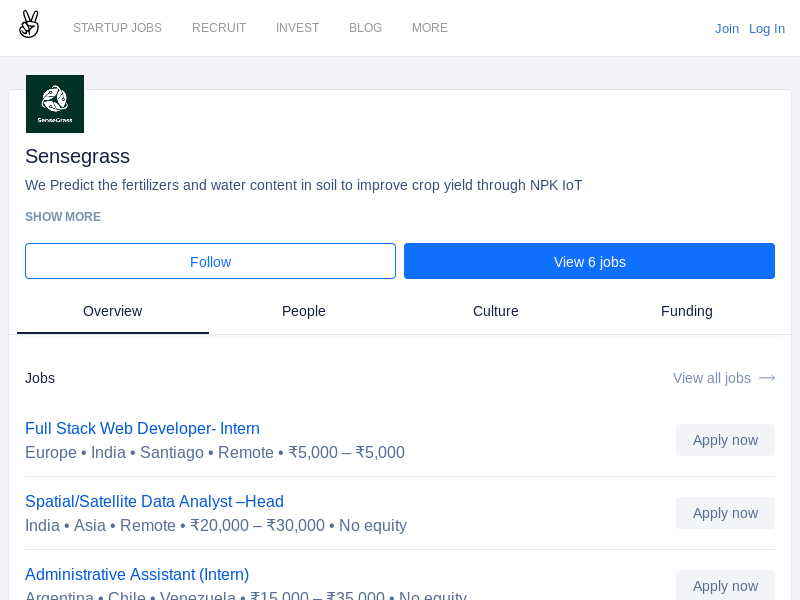 STARTUP JOBS RECRUIT INVEST BLOG MORE Join Log In
SenseGrass
Sensegrass
We Predict the fertilizers and water content in soil to improve crop yield through NPK IoT
SHOW MORE
Follow View 6 jobs
Overview People Culture Funding
Jobs View all jobs →
Full Stack Web Developer- Intern
Europe • India • Santiago • Remote • ₹5,000 – ₹5,000
Apply now
Spatial/Satellite Data Analyst –Head
India • Asia • Remote • ₹20,000 – ₹30,000 • No equity
Apply now
Administrative Assistant (Intern)
Argentina • Chile • Venezuela • ₹15,000 – ₹35,000 • No equity
Apply now